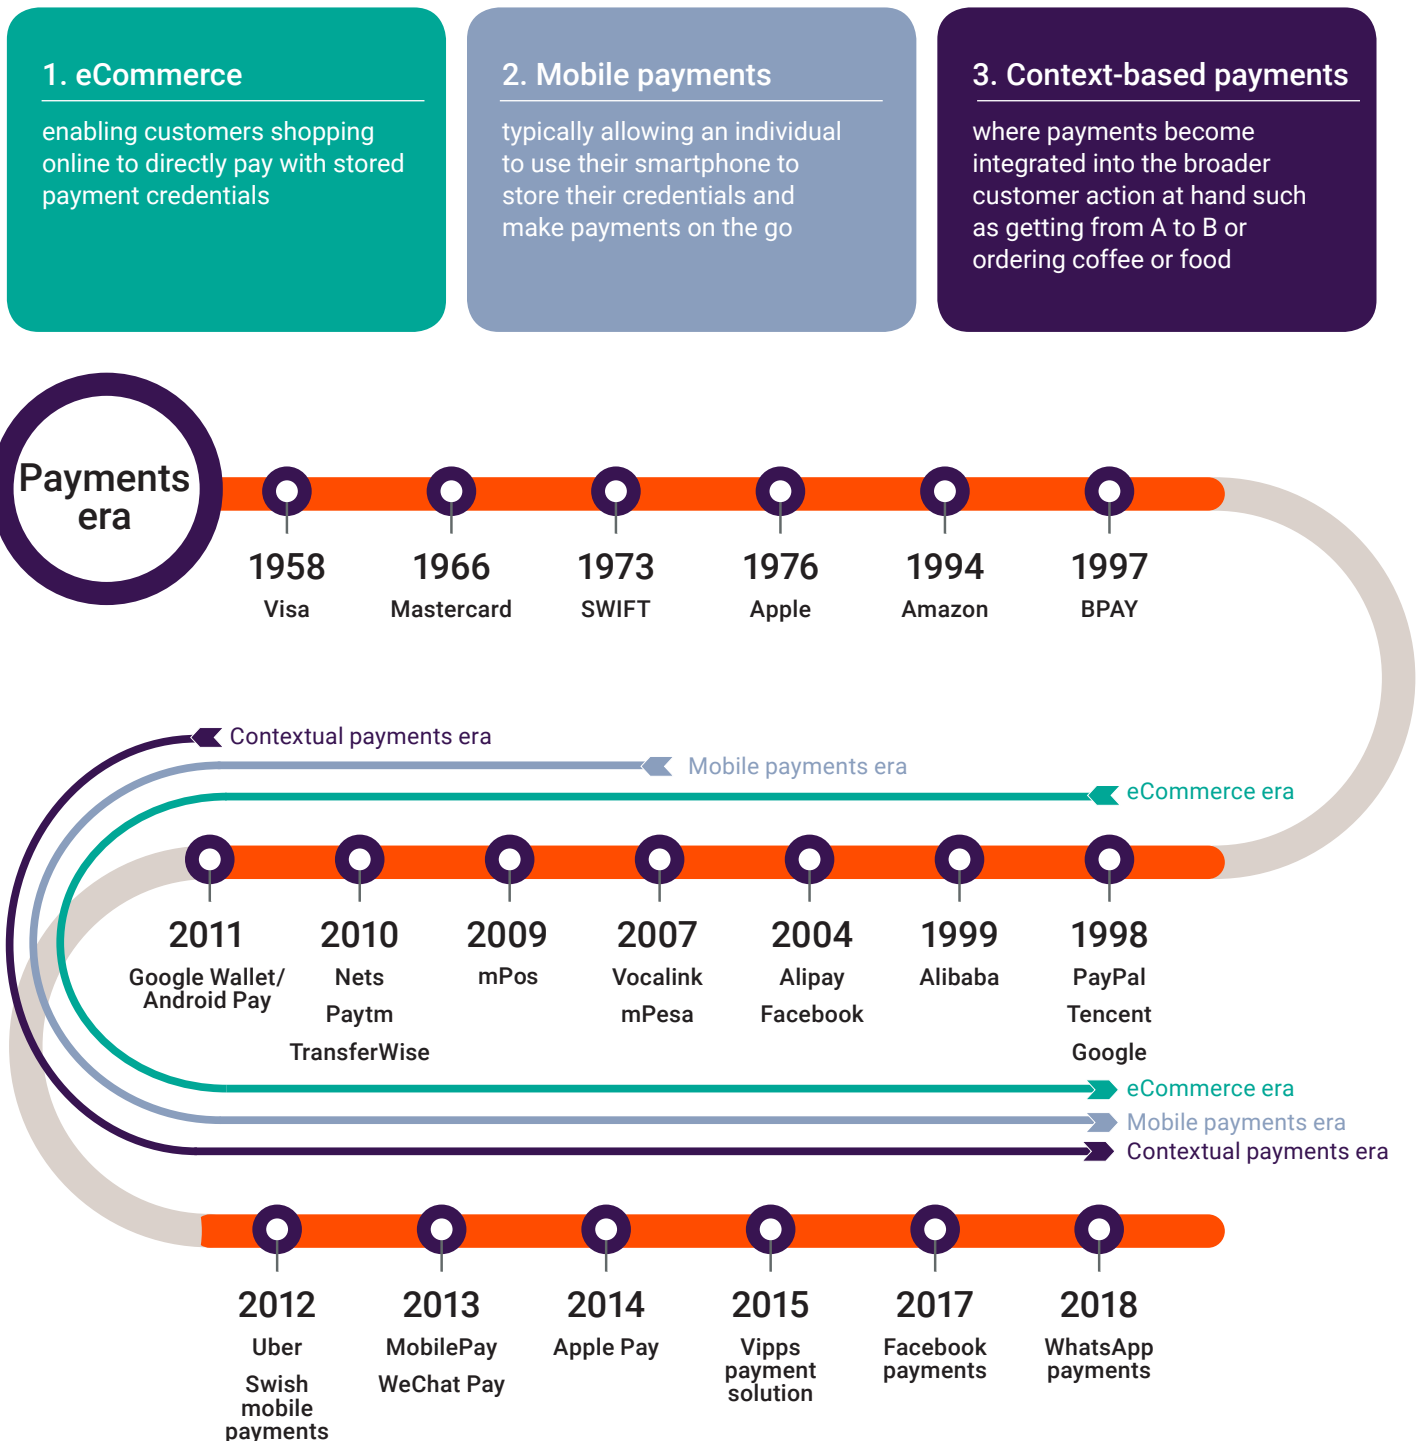 1. eCommerce
enabling customers shopping
online to directly pay with stored
payment credentials
2. Mobile payments
typically allowing an individual
to use their smartphone to
store their credentials and
make payments on the go
3. Context-based payments
where payments become
integrated into the broader
customer action at hand such
as getting from A to B or
ordering coffee or food
Payments
era
1958
Visa
1966
Mastercard
1973
SWIFT
1976
Apple
1994
Amazon
1997
BPAY
Contextual payments era
Mobile payments era
eCommerce era
2011
Google Wallet/
Android Pay
2010
Nets
Paytm
TransferWise
2009
mPos
2007
Vocalink
mPesa
2004
Alipay
Facebook
1999
Alibaba
1998
PayPal
Tencent
Google
eCommerce era
Mobile payments era
Contextual payments era
2012
Uber
Swish
mobile
payments
2013
MobilePay
WeChat Pay
2014
Apple Pay
2015
Vipps
payment
solution
2017
Facebook
payments
2018
WhatsApp
payments